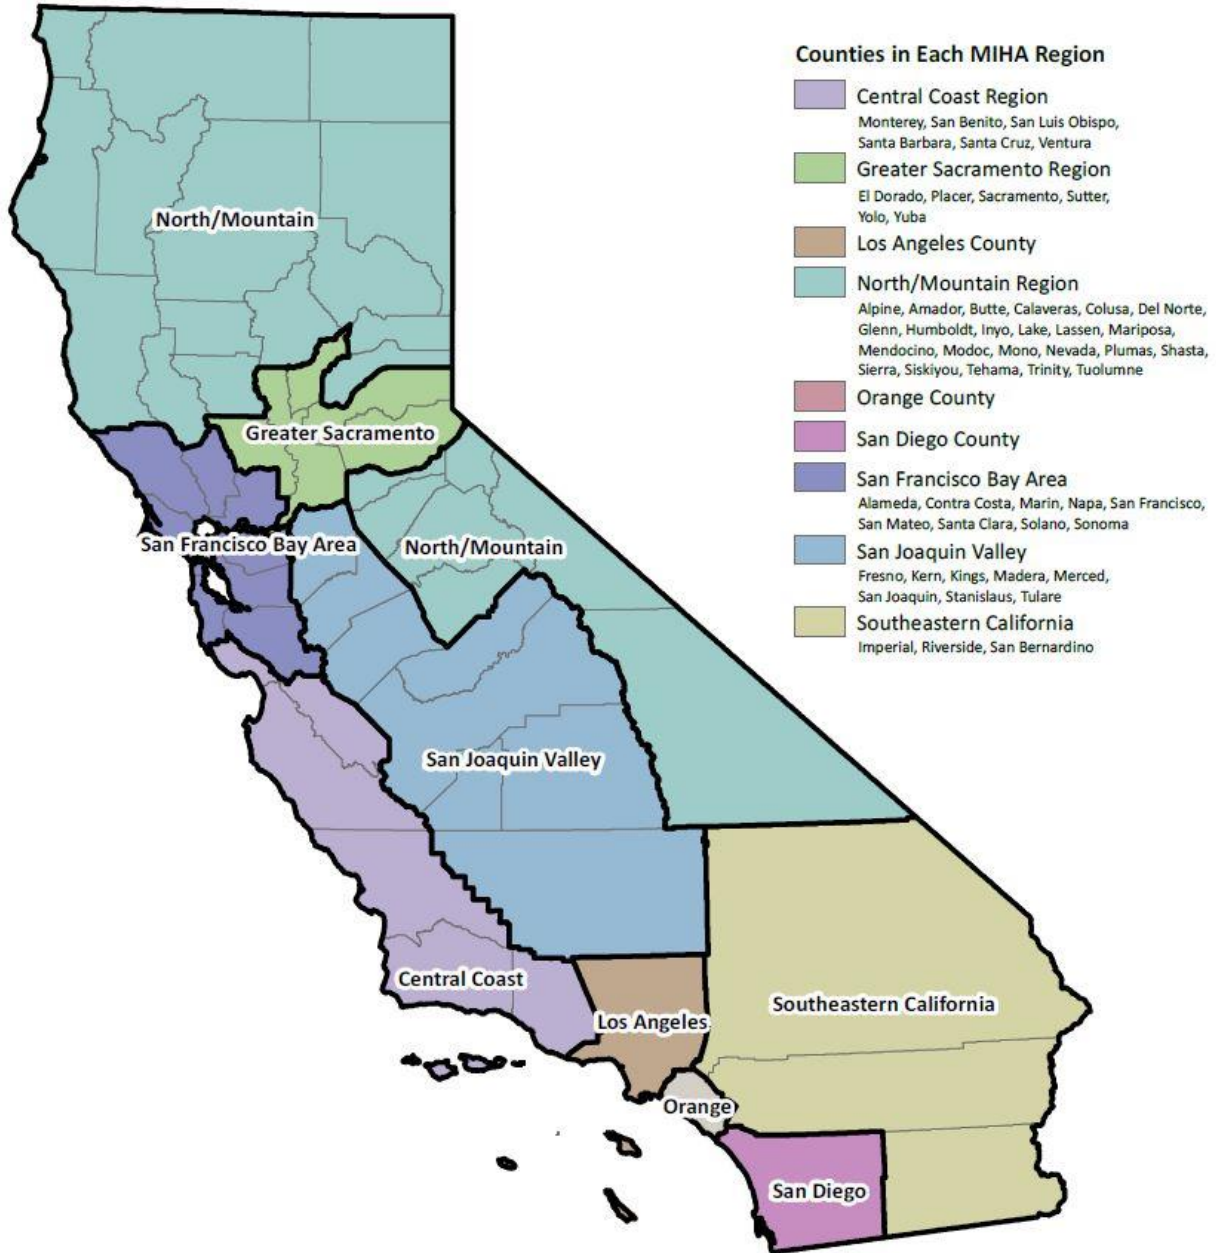 Counties in Each MIHA Region
Central Coast Region
Monterey, San Benito, San Luis Obispo,
Santa Barbara, Santa Cruz, Ventura
Greater Sacramento Region
El Dorado, Placer, Sacramento, Sutter,
Yolo, Yuba
Los Angeles County
North/Mountain Region
Alpine, Amador, Butte, Calaveras, Colusa, Del Norte,
Glenn, Humboldt, Inyo, Lake, Lassen, Mariposa,
Mendocino, Modoc, Mono, Nevada, Plumas, Shasta,
Sierra, Siskiyou, Tehama, Trinity, Tuolumne
Orange County
San Diego County
San Francisco Bay Area
Alameda, Contra Costa, Marin, Napa, San Francisco,
San Mateo, Santa Clara, Solano, Sonoma
San Joaquin Valley
Fresno, Kern, Kings, Madera, Merced,
San Joaquin, Stanislaus, Tulare
Southeastern California
Imperial, Riverside, San Bernardino
North/Mountain
Greater Sacramento
San Francisco Bay Area
North/Mountain
San Joaquin Valley
Central Coast
Los Angeles
Southeastern California
Orange
San Diego